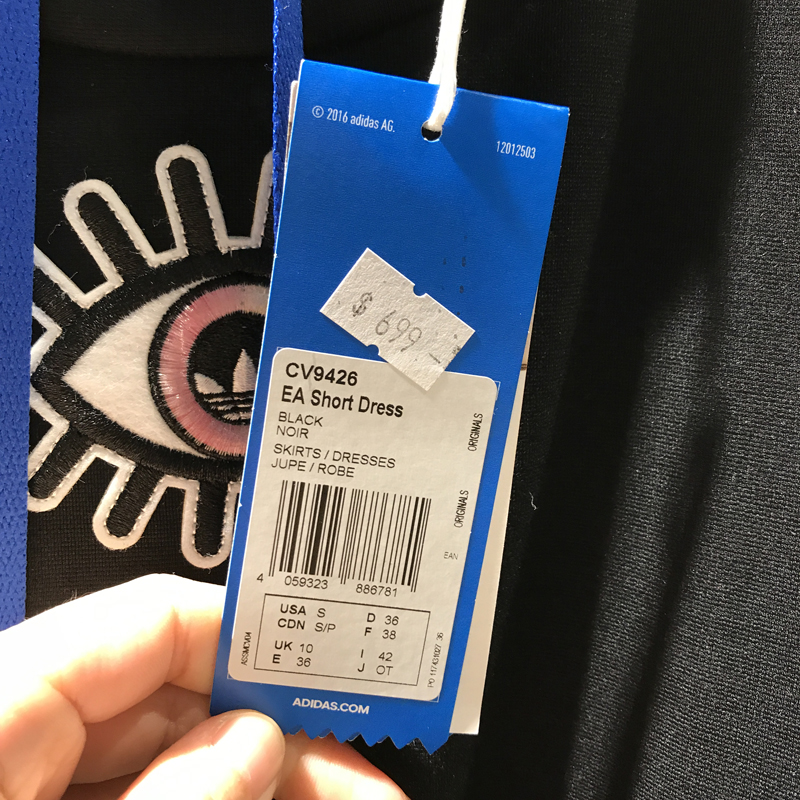 © 2016 adidas AG.
12012503
$ 699 –
CV9426
EA Short Dress
BLACK
NOIR
SKIRTS / DRESSES
JUPE / ROBE
ORIGINALS
ORIGINALS
EAN
4 059323 886781
USA S D 36
CDN S/P F 38
UK 10 I 42
E 36 J OT
ADIDAS.COM